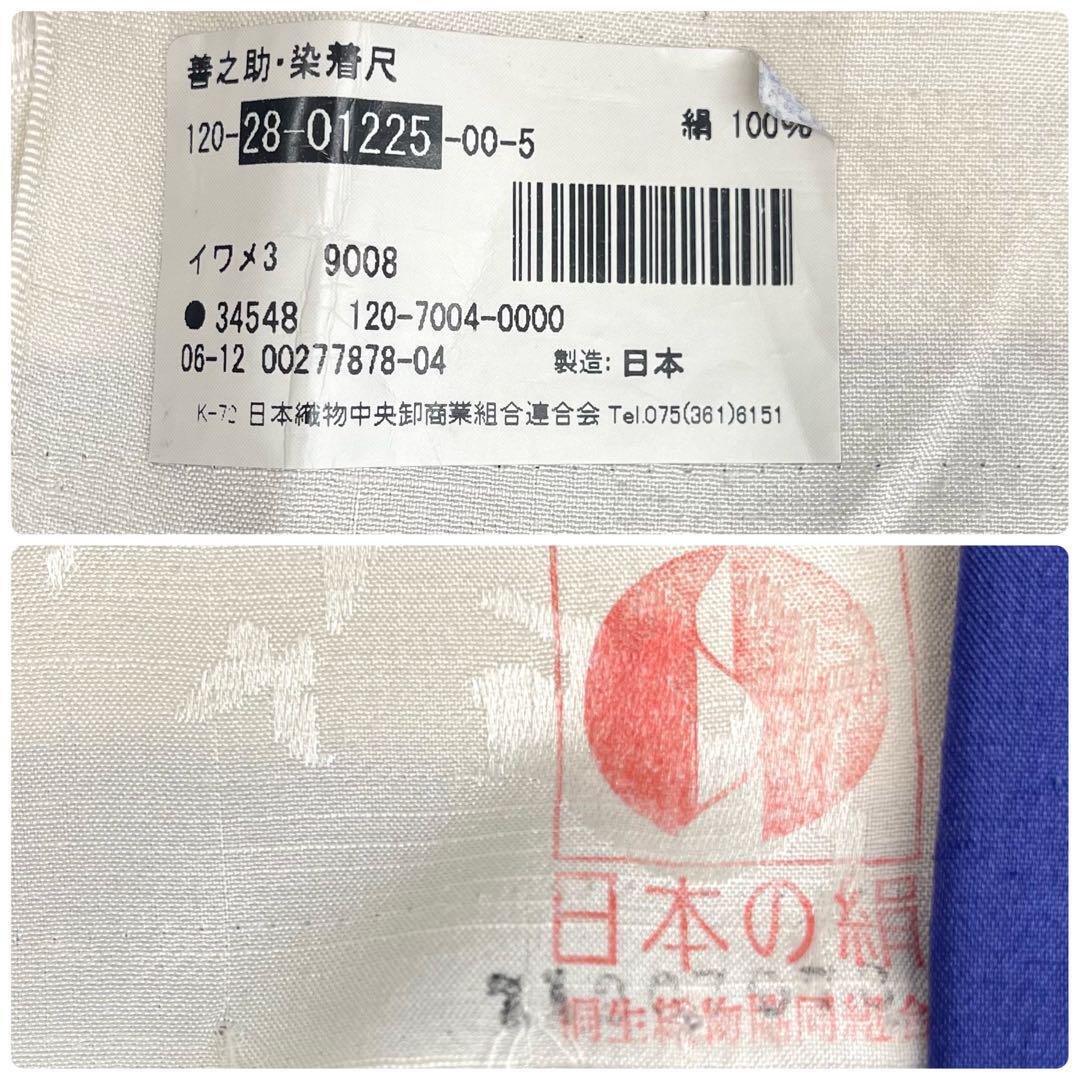 善之助・染着尺
120-28-01225-00-5
絹 100%
イワメ3 9008
●34548 120-7004-0000
06-12 00277878-04 製造: 日本
K-72 日本織物中央卸商業組合連合会 Tel.075(361)6151
日本の絹
桐生織物協同組合